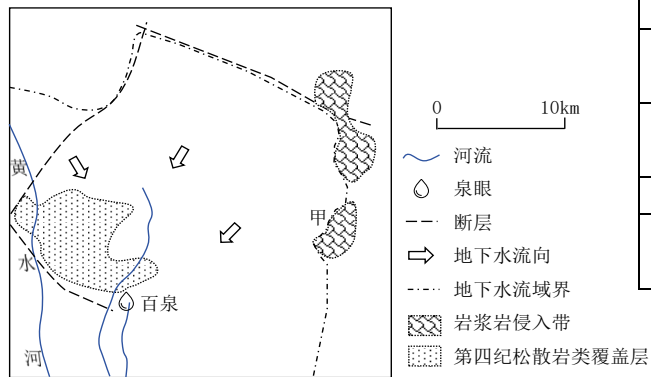 黄
水
河
甲
百泉
0 10km
河流
泉眼
断层
地下水流向
地下水流域界
岩浆岩侵入带
第四纪松散岩类覆盖层